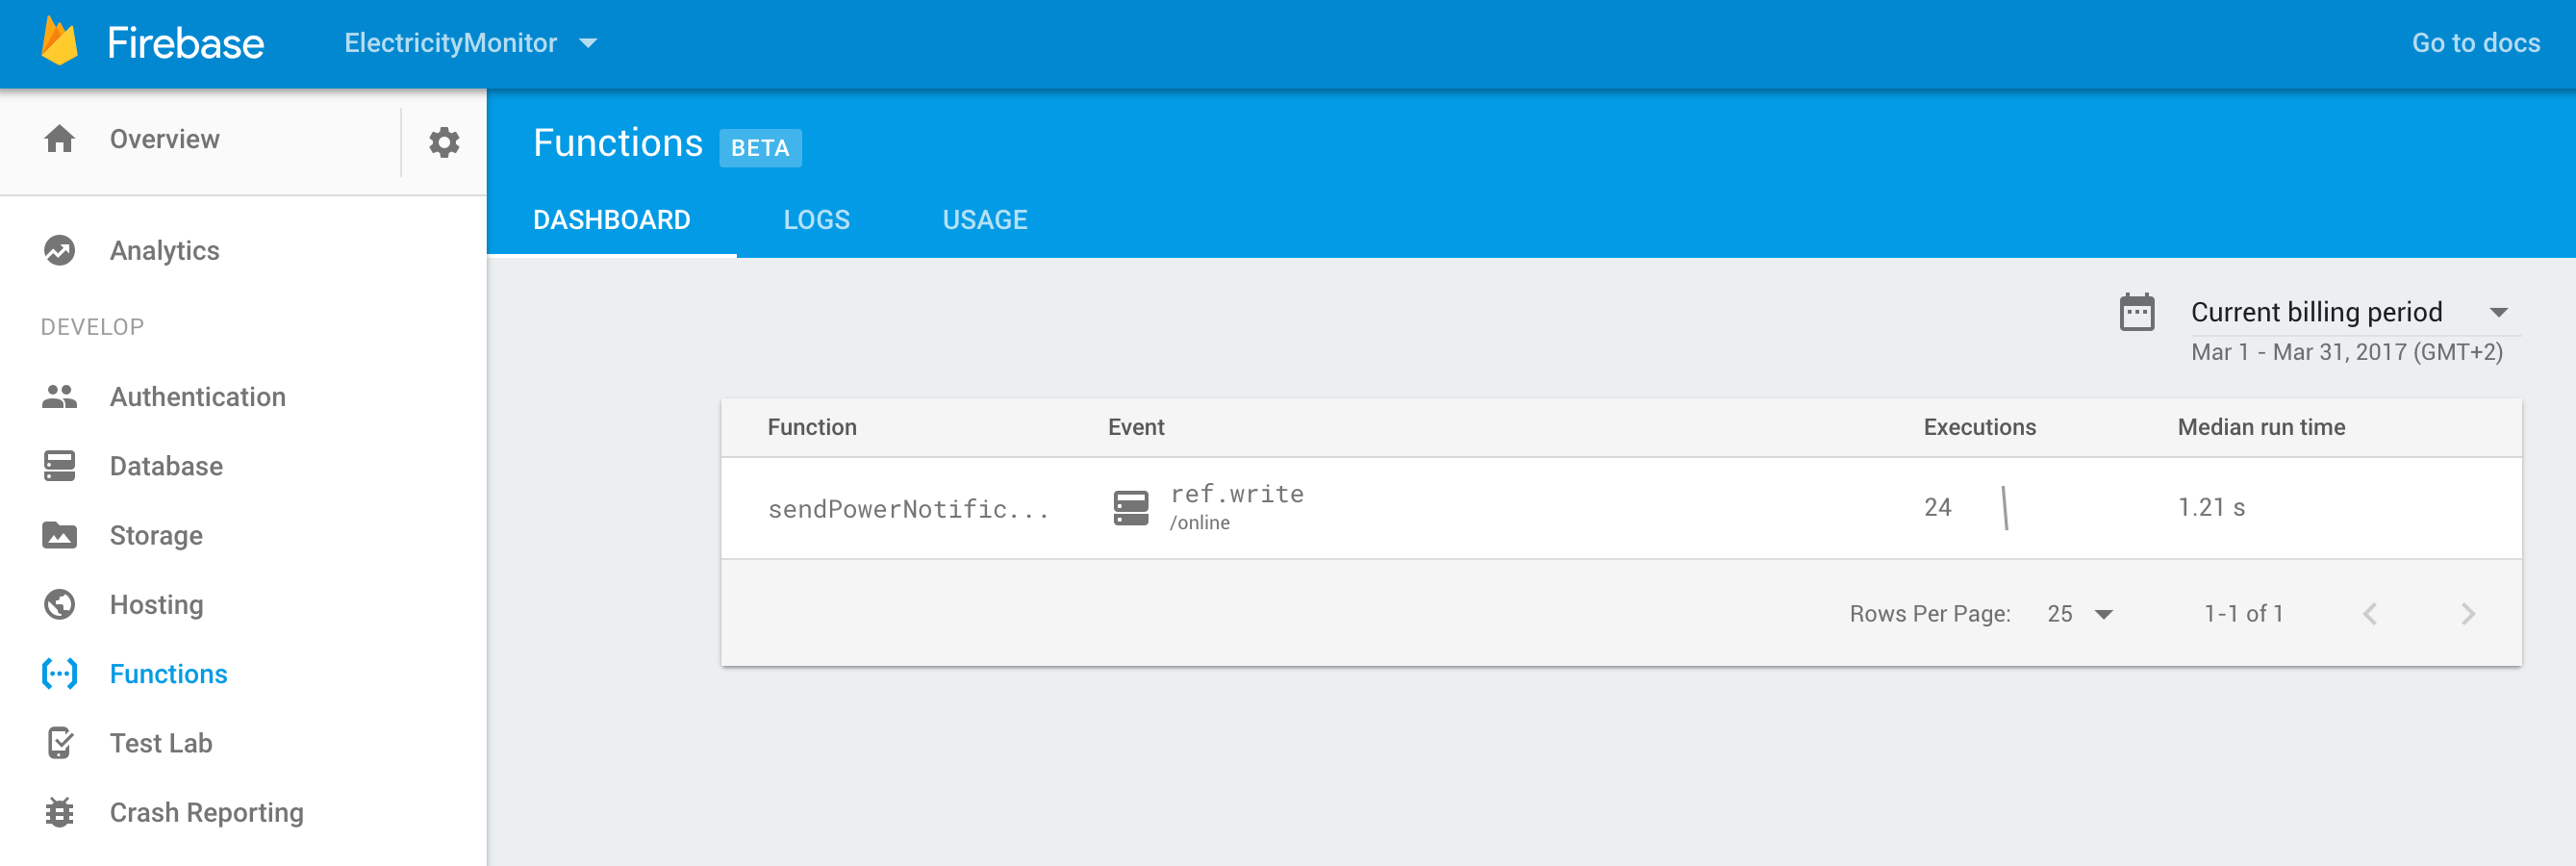 Firebase
ElectricityMonitor
Go to docs
Overview
Analytics
DEVELOP
Authentication
Database
Storage
Hosting
Functions
Test Lab
Crash Reporting
Functions BETA
DASHBOARD LOGS USAGE
Current billing period
Mar 1 - Mar 31, 2017 (GMT+2)
Function Event Executions Median run time
sendPowerNotific... ref.write 24 1.21 s
/online
Rows Per Page: 25 1-1 of 1